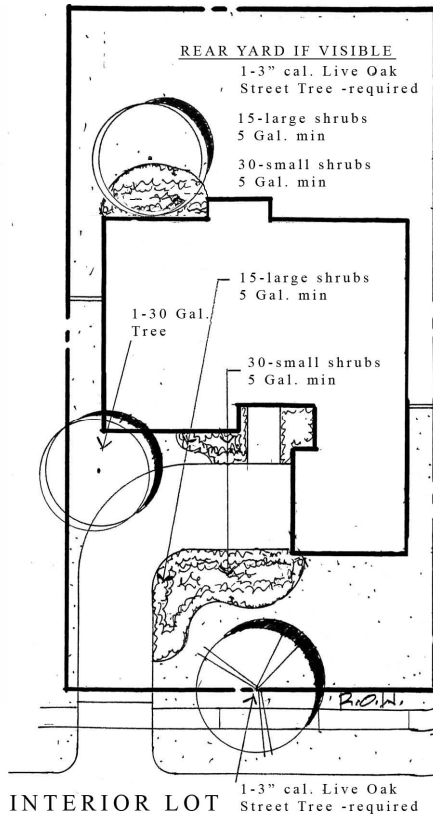 REAR YARD IF VISIBLE
1-3” cal. Live Oak
Street Tree -required
15-large shrubs
5 Gal. min
30-small shrubs
5 Gal. min
15-large shrubs
5 Gal. min
1-30 Gal.
Tree
30-small shrubs
5 Gal. min
R.O.W.
1-3” cal. Live Oak
Street Tree -required
INTERIOR LOT